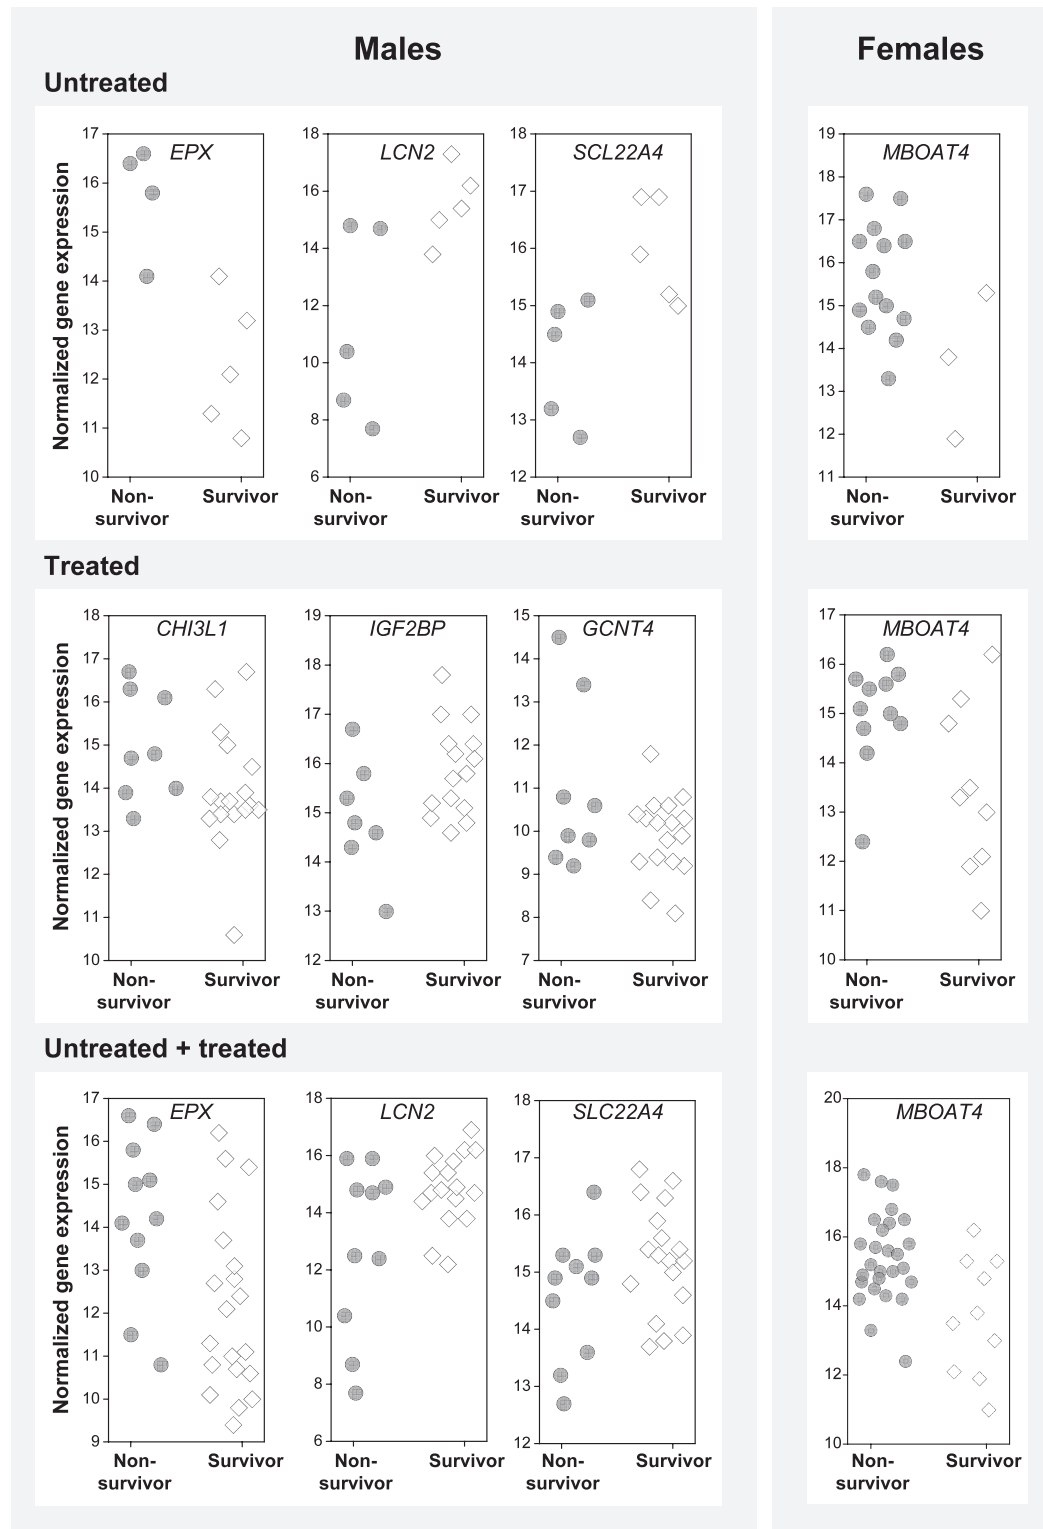 Males
Females
Untreated
Normalized gene expression
EPX
17
16
15
14
13
12
11
10
Non-
survivor
Survivor
LCN2
18
16
14
12
10
8
6
Non-
survivor
Survivor
SCL22A4
18
17
16
15
14
13
12
Non-
survivor
Survivor
MBOAT4
19
18
17
16
15
14
13
12
11
Non-
survivor
Survivor
Treated
Normalized gene expression
CHI3L1
18
17
16
15
14
13
12
11
10
Non-
survivor
Survivor
IGF2BP
19
18
17
16
15
14
13
12
Non-
survivor
Survivor
GCNT4
15
14
13
12
11
10
9
8
7
Non-
survivor
Survivor
MBOAT4
17
16
15
14
13
12
11
10
Non-
survivor
Survivor
Untreated + treated
Normalized gene expression
EPX
17
16
15
14
13
12
11
10
9
Non-
survivor
Survivor
LCN2
18
16
14
12
10
8
6
Non-
survivor
Survivor
SLC22A4
18
17
16
15
14
13
12
Non-
survivor
Survivor
MBOAT4
20
18
16
14
12
10
Non-
survivor
Survivor